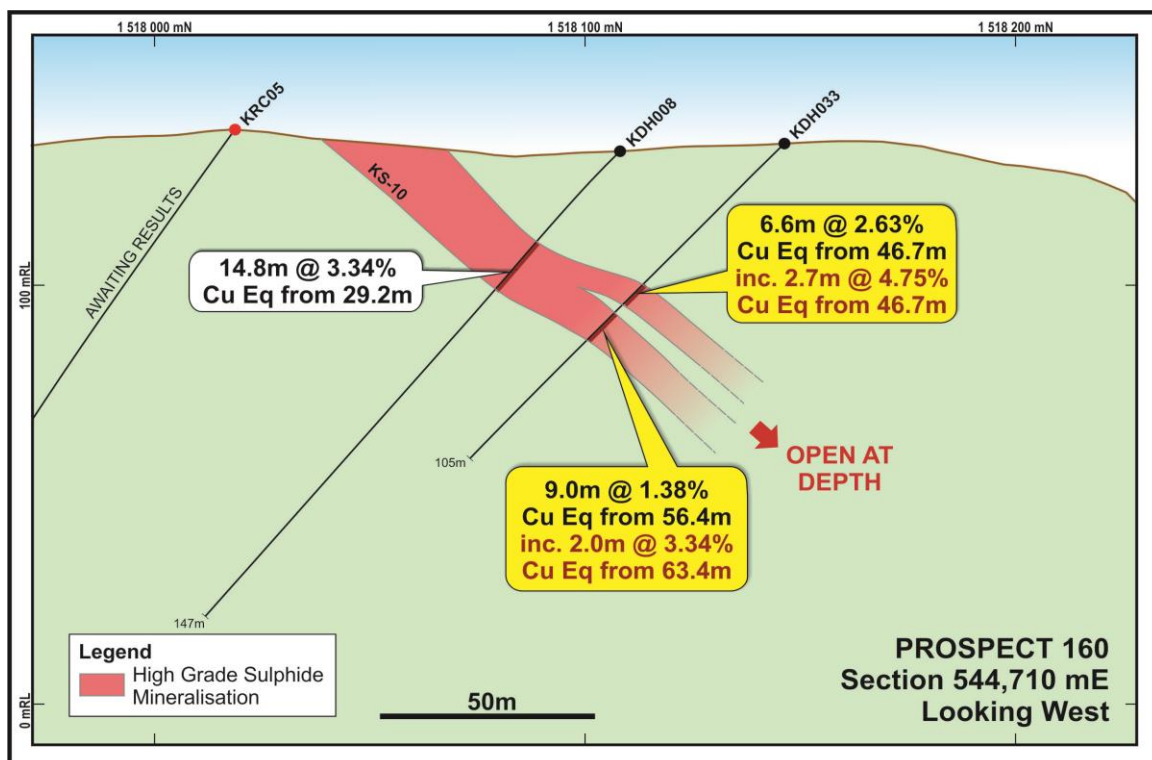 1 518 000 mN
1 518 100 mN
1 518 200 mN
KRC05
KDH008
KDH033
AWAITING RESULTS
KS-10
100 mRL
14.8m @ 3.34%
Cu Eq from 29.2m
6.6m @ 2.63%
Cu Eq from 46.7m
inc. 2.7m @ 4.75%
Cu Eq from 46.7m
105m
OPEN AT
DEPTH
9.0m @ 1.38%
Cu Eq from 56.4m
inc. 2.0m @ 3.34%
Cu Eq from 63.4m
147m
Legend
High Grade Sulphide
Mineralisation
50m
PROSPECT 160
Section 544,710 mE
Looking West
0 mRL